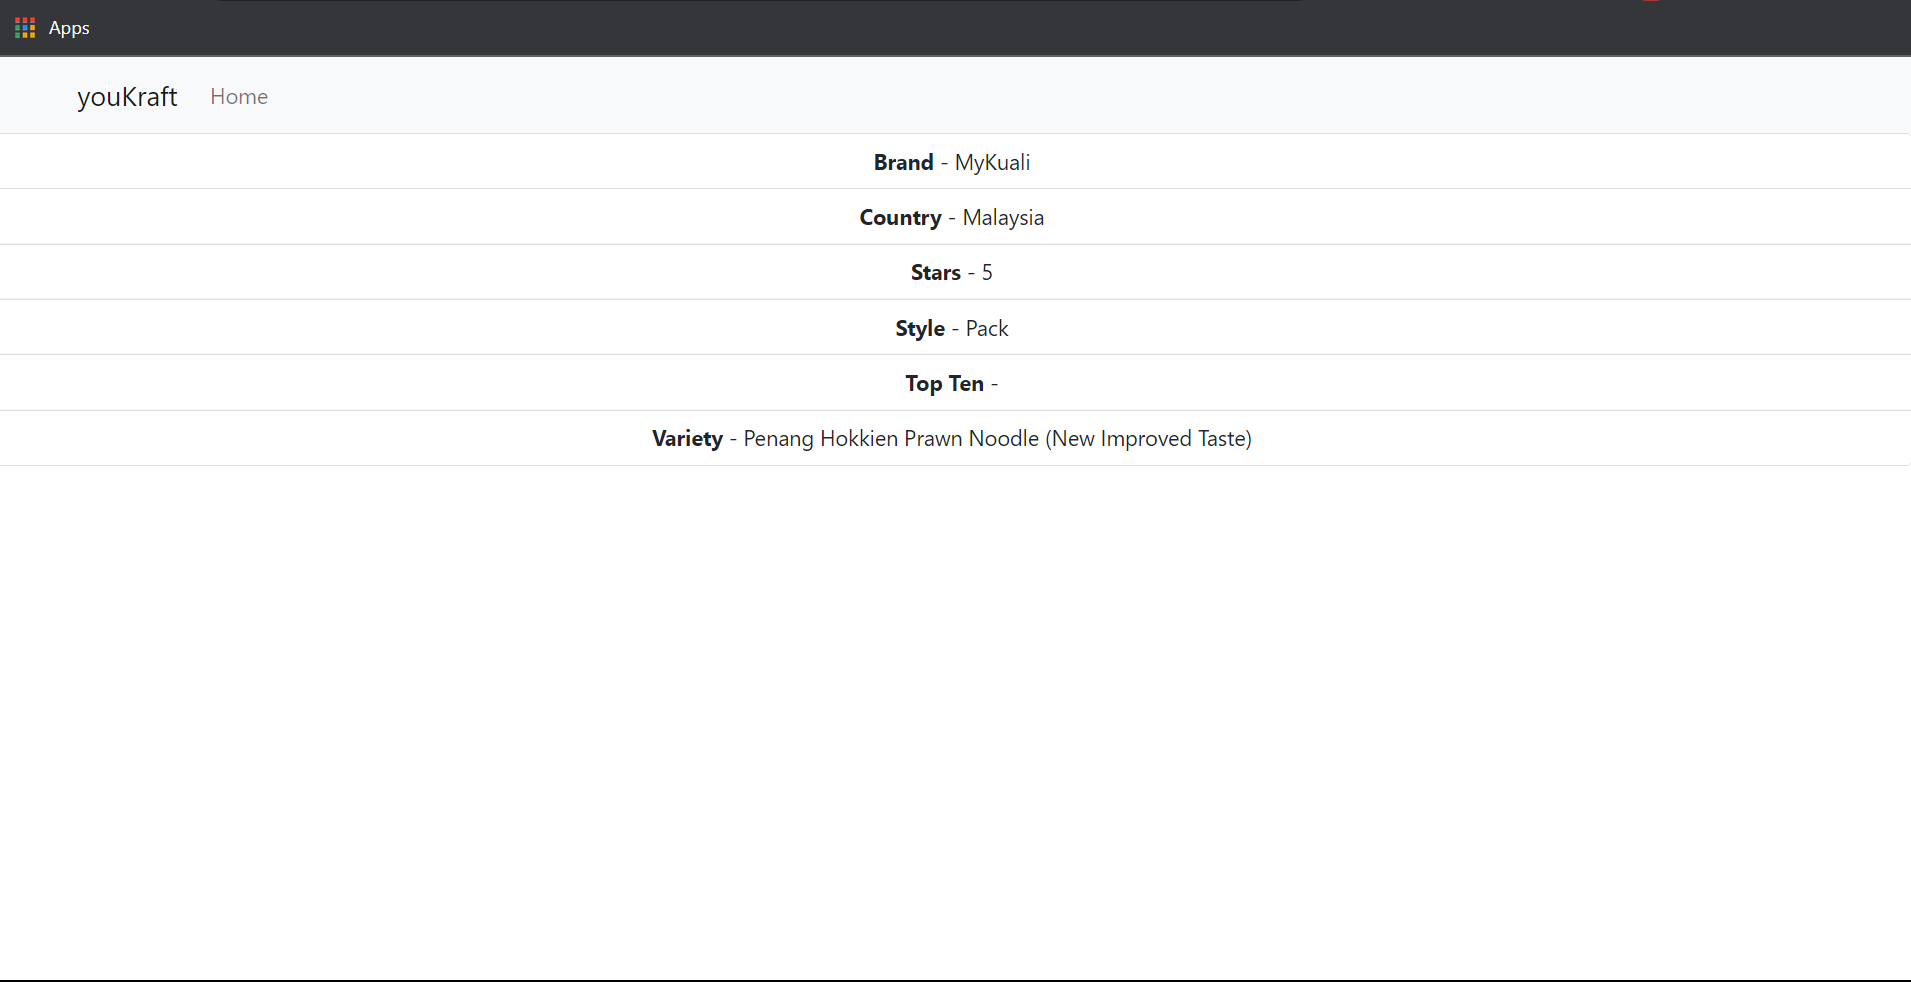 Apps
youKraft Home
Brand - MyKuali
Country - Malaysia
Stars - 5
Style - Pack
Top Ten -
Variety - Penang Hokkien Prawn Noodle (New Improved Taste)